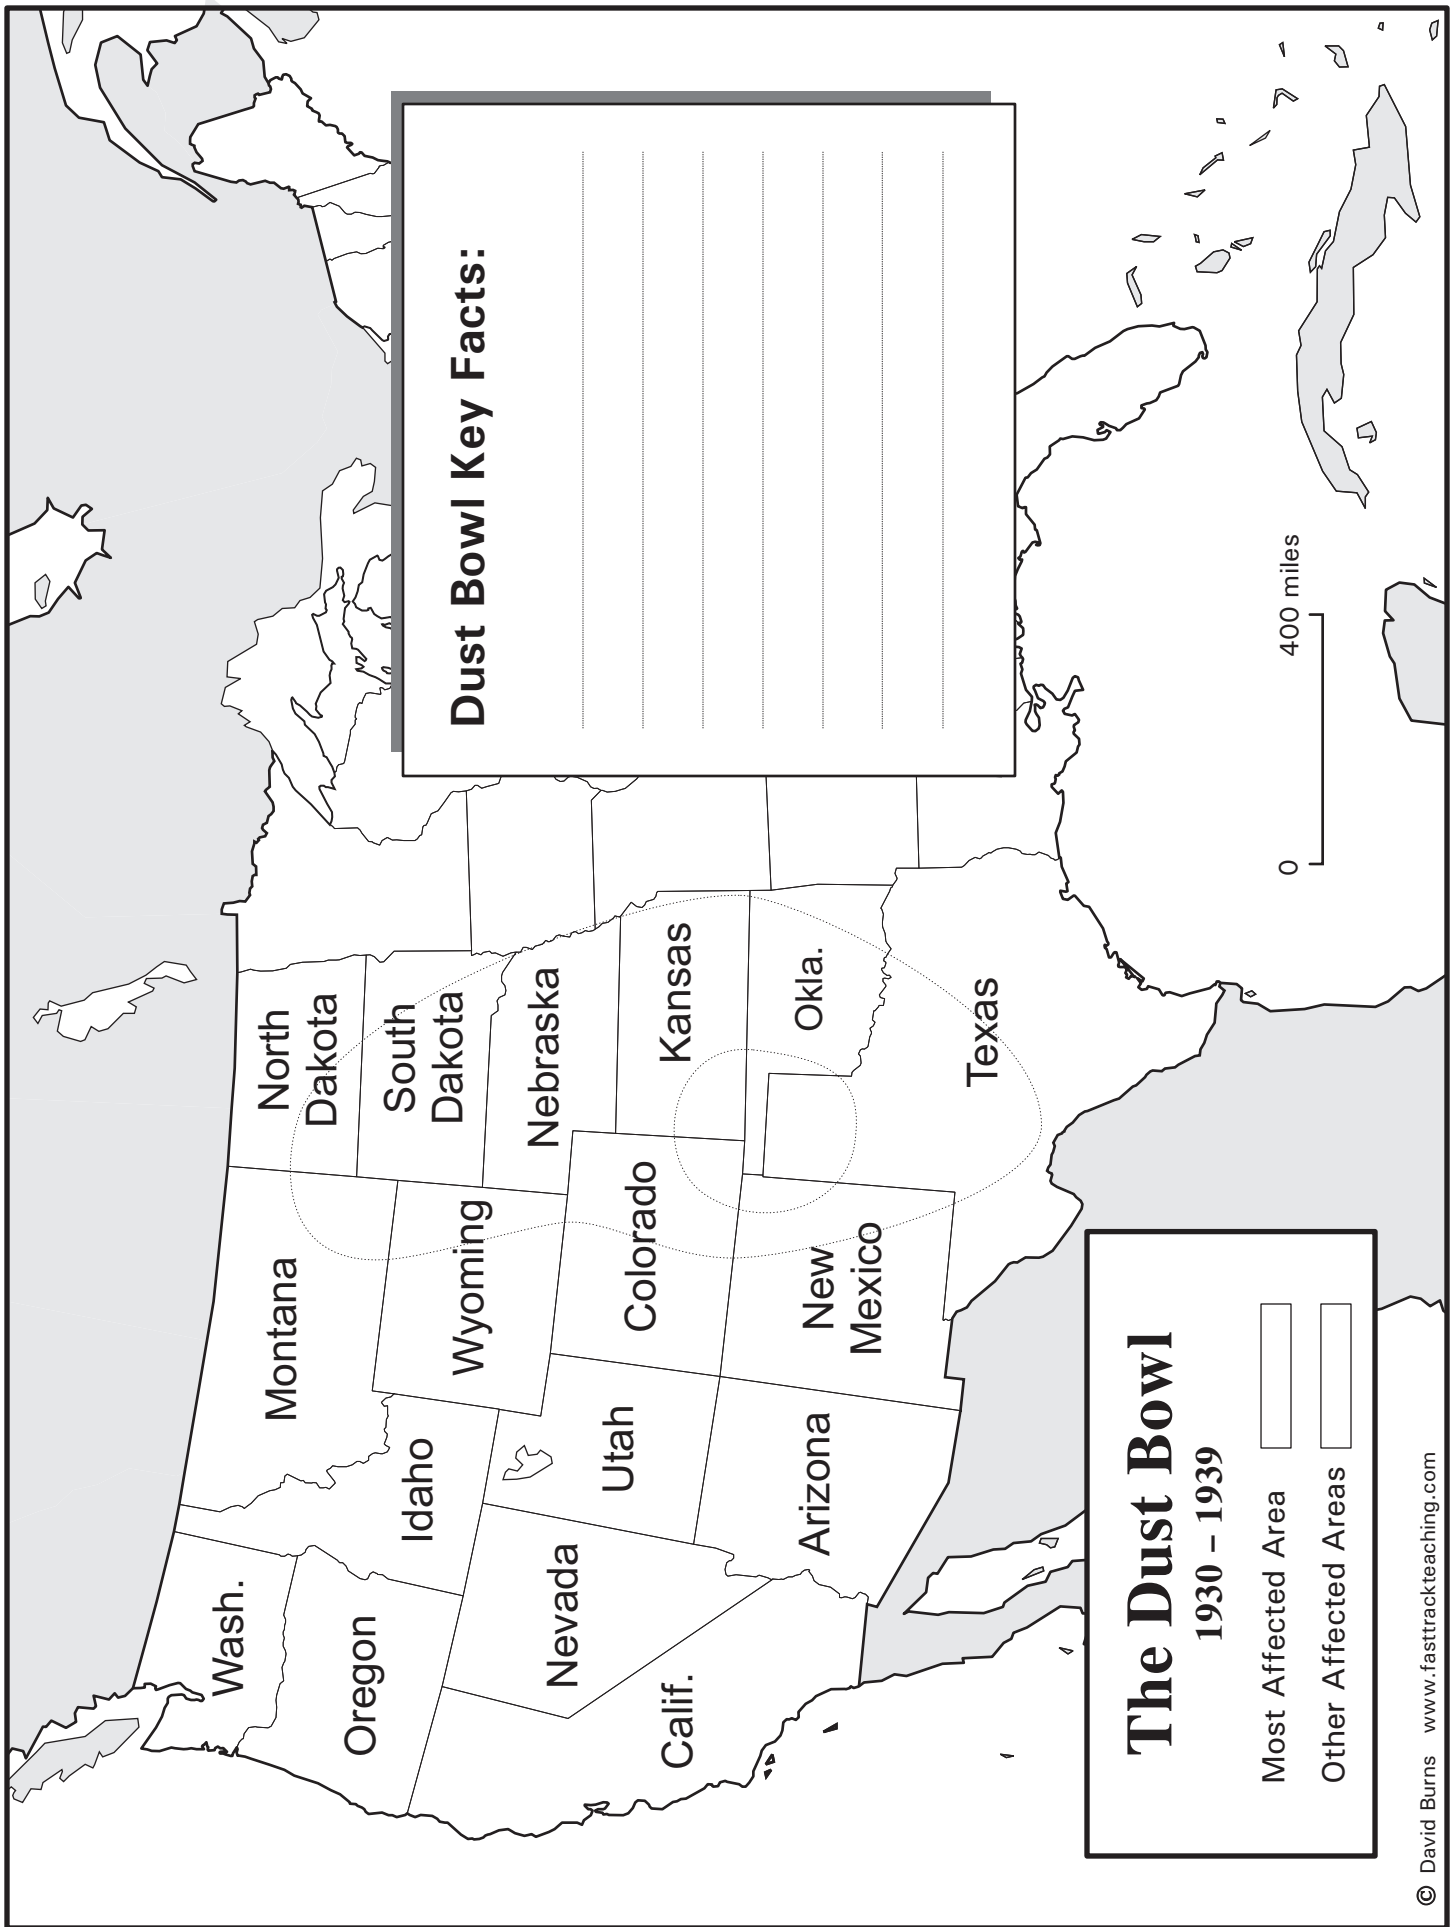 Wash.
Oregon
Calif.
Nevada
Idaho
Montana
Wyoming
Utah
Arizona
Colorado
New
Mexico
North
Dakota
South
Dakota
Nebraska
Kansas
Okla.
Texas
Dust Bowl Key Facts:
The Dust Bowl
1930 – 1939
Most Affected Area
Other Affected Areas
0 400 miles
© David Burns www.fasttrackteaching.com